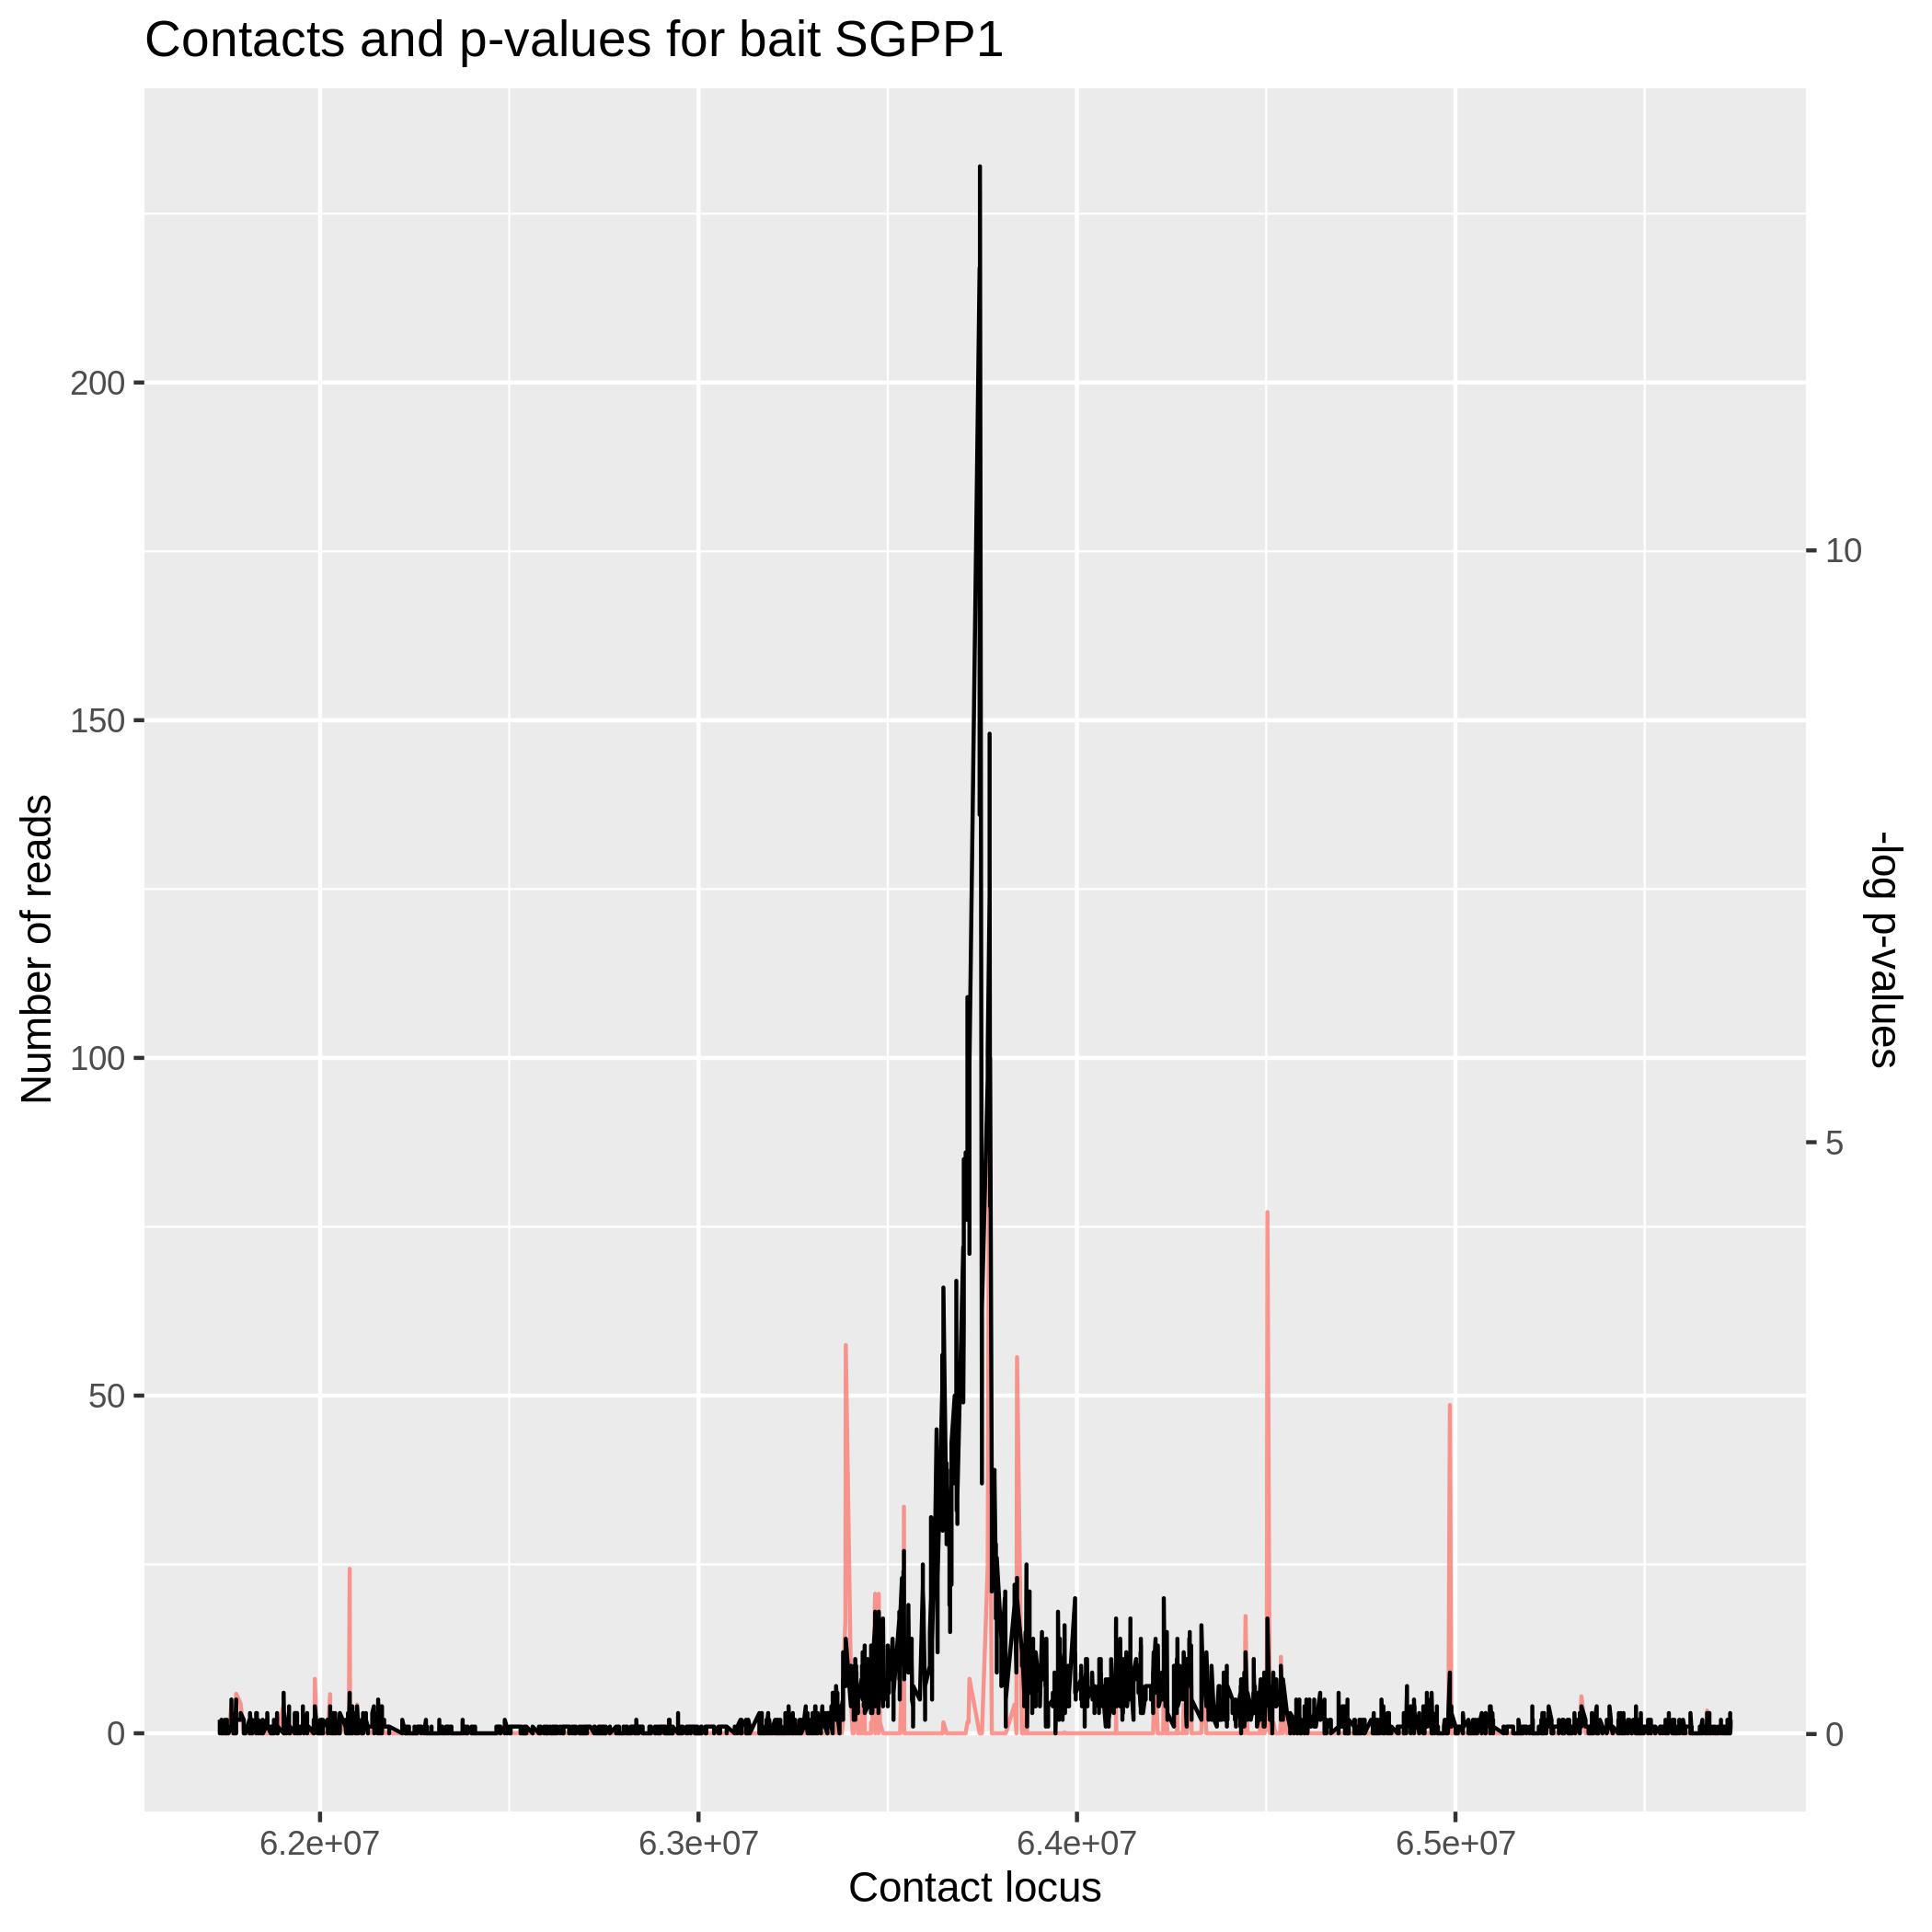 Contacts and p-values for bait SGPP1
Number of reads
200
150
100
50
0
10
5
0
-log p-values
6.2e+07
6.3e+07
6.4e+07
6.5e+07
Contact locus